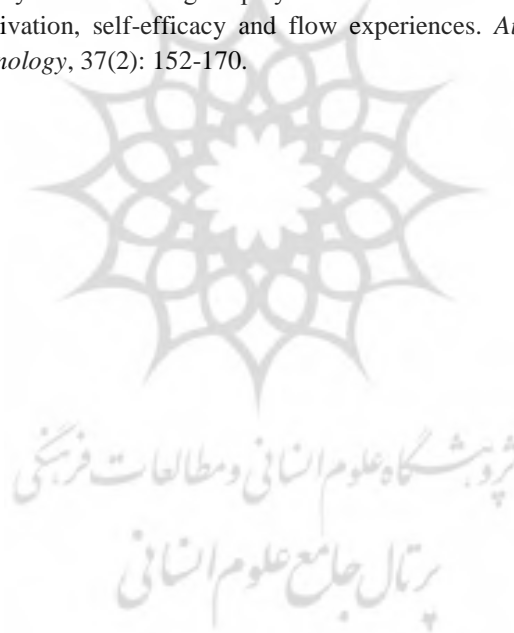 ivation, self-efficacy and flow experiences. A
nology, 37(2): 152-170.
پژوهشگاه علوم انسانی و مطالعات فرهنگی
پرتال جامع علوم انسانی